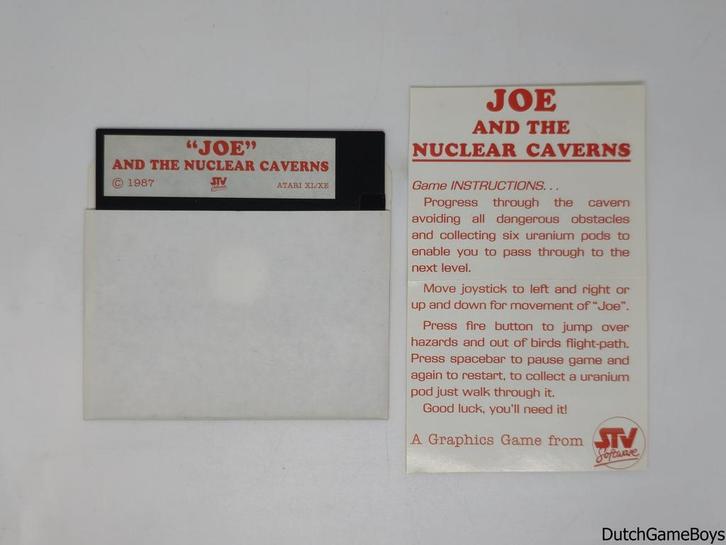 "JOE"
AND THE NUCLEAR CAVERNS
© 1987 STV Software ATARI XL/XE
JOE
AND THE
NUCLEAR CAVERNS
Game INSTRUCTIONS...
Progress through the cavern
avoiding all dangerous obstacles
and collecting six uranium pods to
enable you to pass through to the
next level.
Move joystick to left and right or
up and down for movement of "Joe".
Press fire button to jump over
hazards and out of birds flight-path.
Press spacebar to pause game and
again to restart, to collect a uranium
pod just walk through it.
Good luck, you'll need it!
A Graphics Game from STV
Software
DutchGameBoys